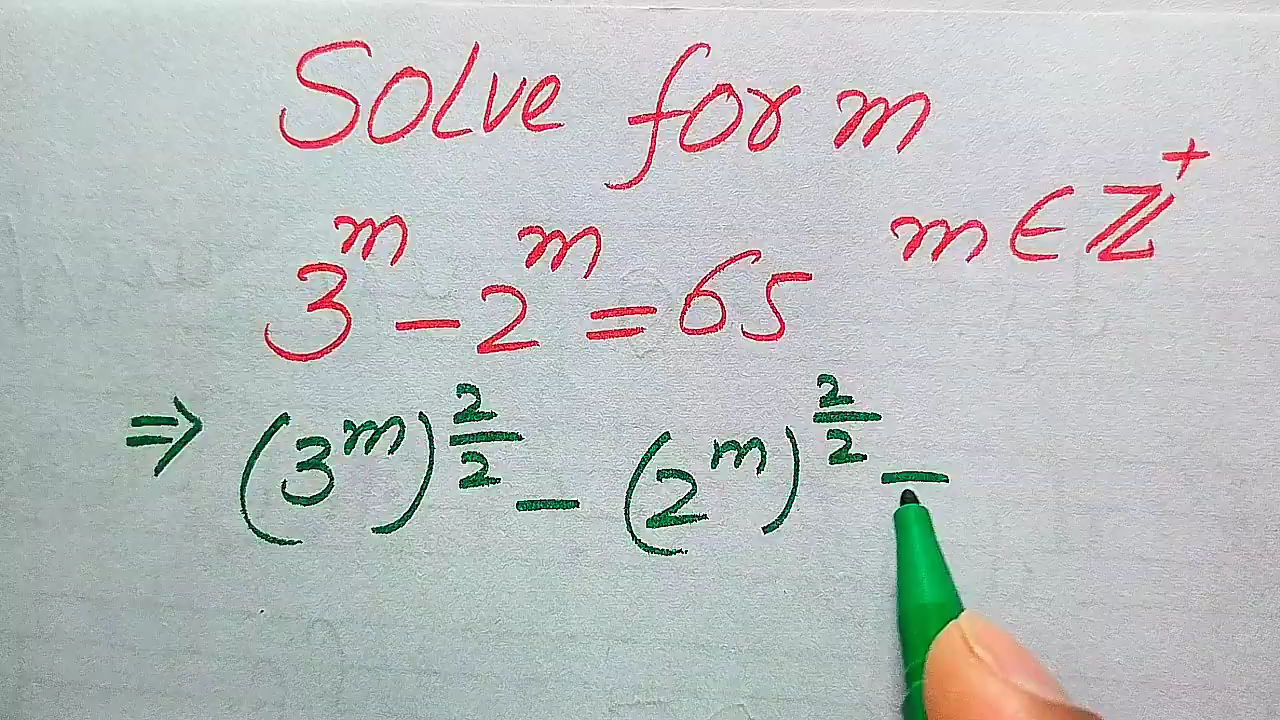 Solve for m
3^m - 2^m = 65   m ∈ ℤ^+
⇒ (3^m)^(2/2) - (2^m)^(2/2) -